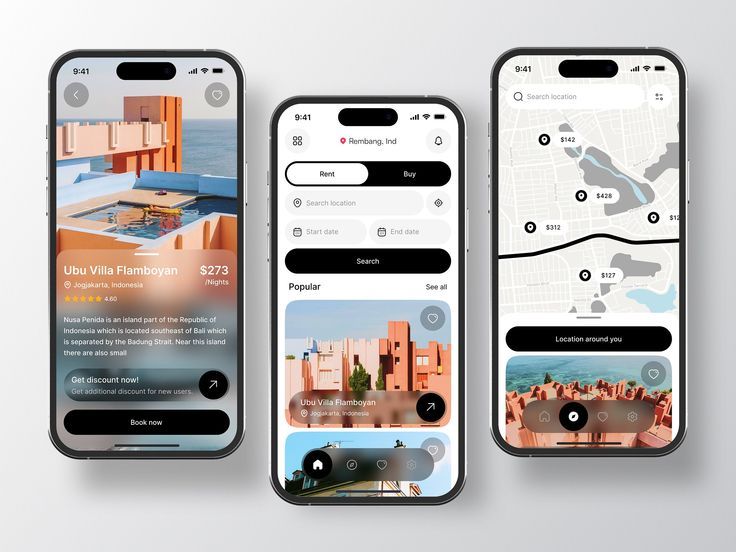 9:41
Ubu Villa Flamboyan
$273
Jogjakarta, Indonesia
/Nights
4.60
Nusa Penida is an island part of the Republic of
Indonesia which is located southeast of Bali which
is separated by the Badung Strait. Near this island
there are also small
Get discount now!
Get additional discount for new users.
Book now
9:41
Rembang, Ind
Rent
Buy
Search location
Start date
End date
Search
Popular
See all
Ubu Villa Flamboyan
Jogjakarta, Indonesia
9:41
Search location
$142
$428
$312
$127
Location around you